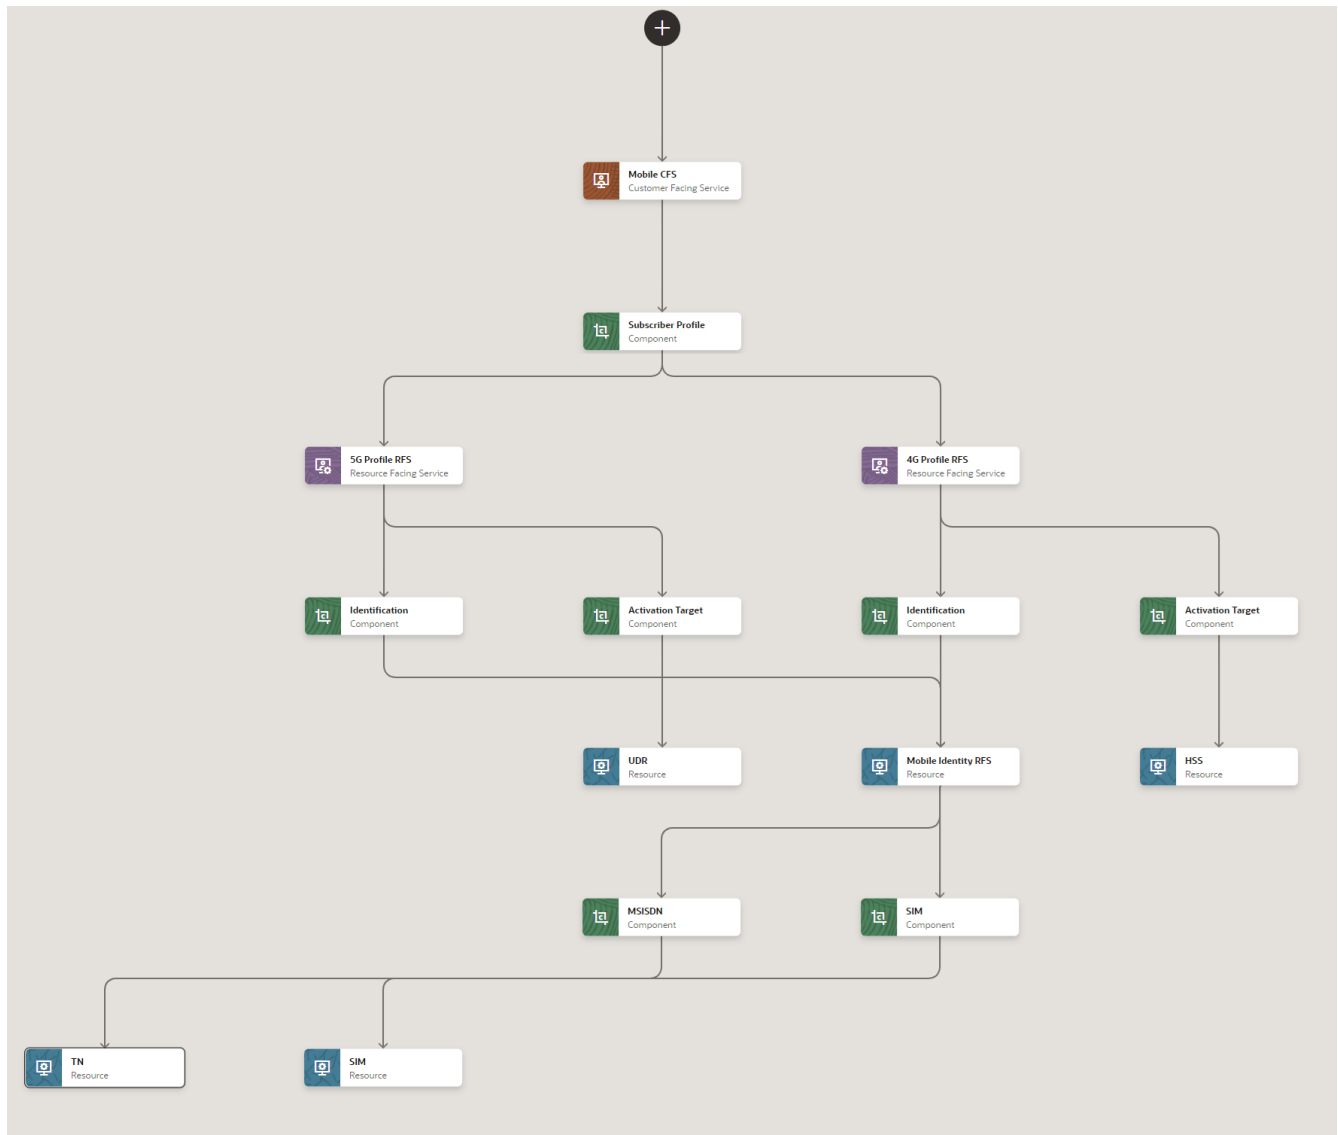 Mobile CFS
Customer Facing Service
Subscriber Profile
Component
5G Profile RFS
Resource Facing Service
4G Profile RFS
Resource Facing Service
Identification
Component
Activation Target
Component
Identification
Component
Activation Target
Component
UDR
Resource
Mobile Identity RFS
Resource
HSS
Resource
MSISDN
Component
SIM
Component
TN
Resource
SIM
Resource